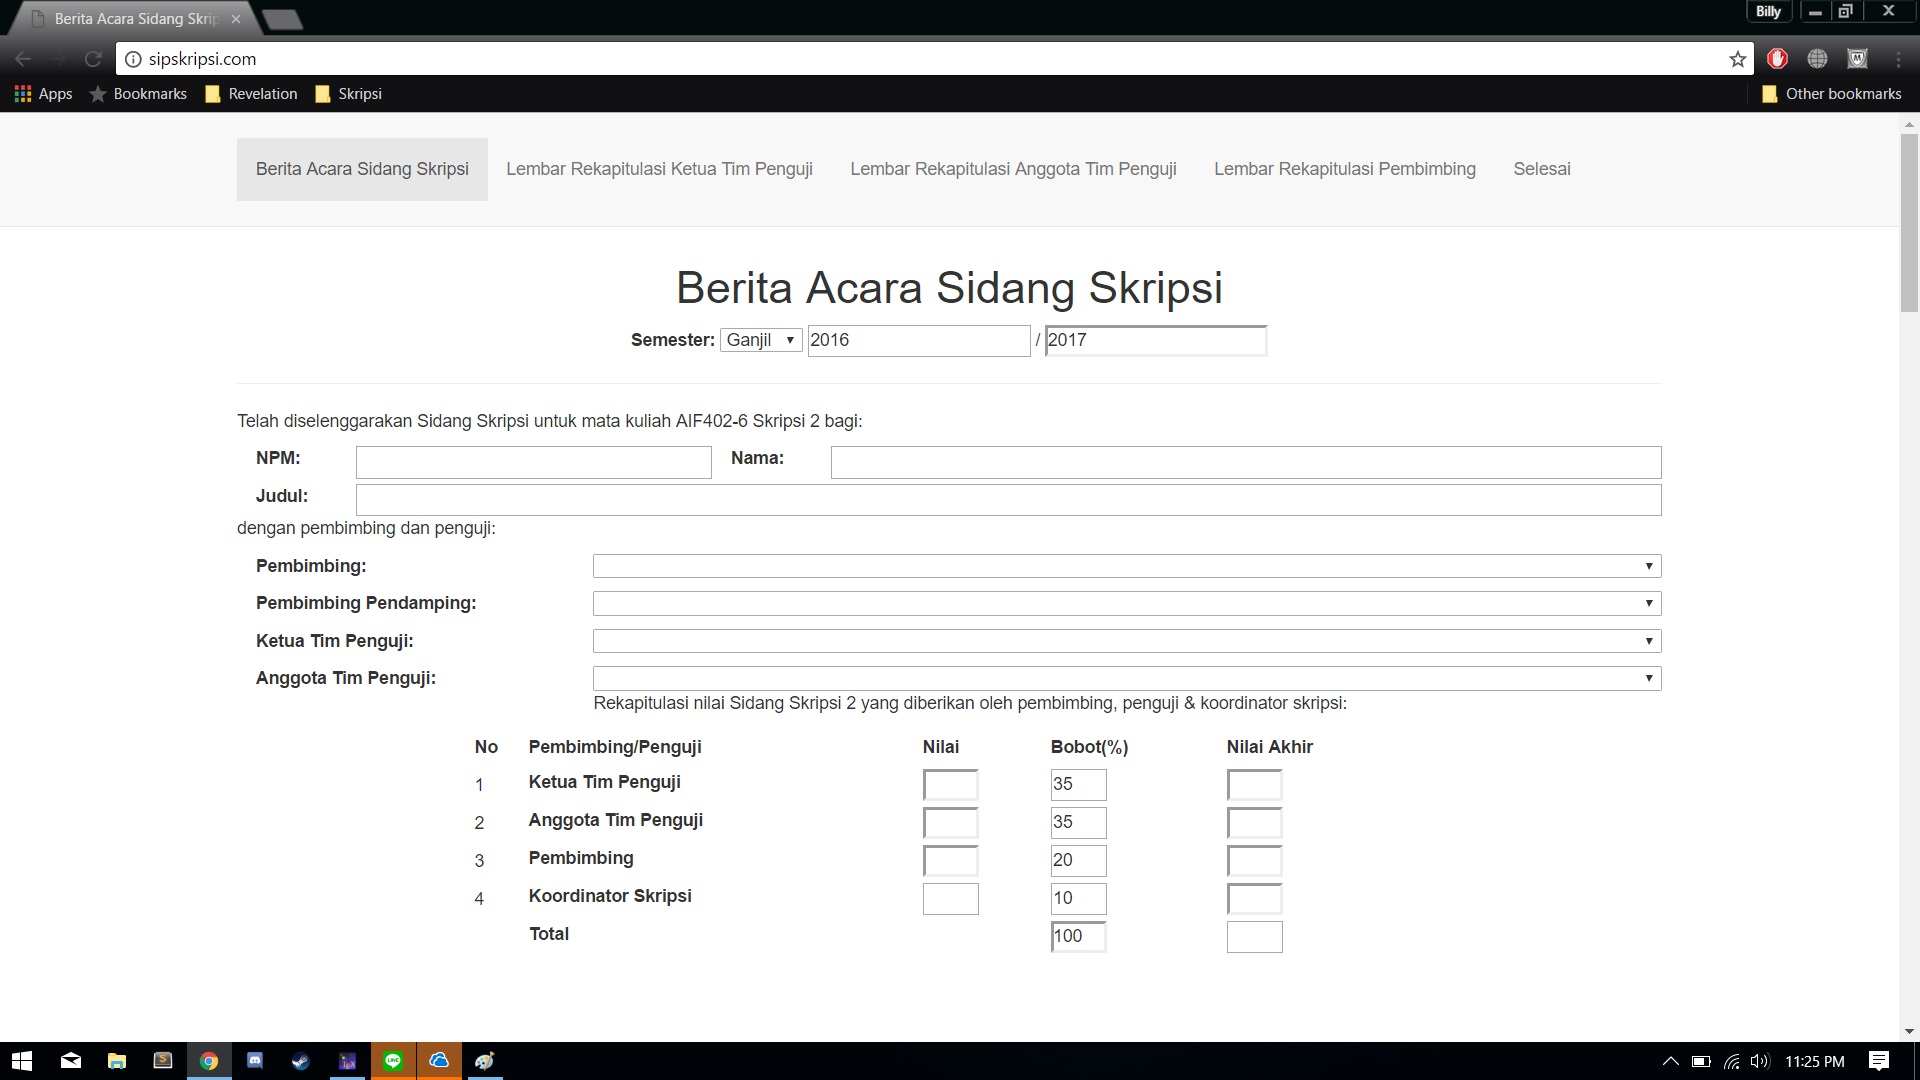 Berita Acara Sidang Skrip
Billy
sipskripsi.com
Apps Bookmarks Revelation Skripsi Other bookmarks
Berita Acara Sidang Skripsi Lembar Rekapitulasi Ketua Tim Penguji Lembar Rekapitulasi Anggota Tim Penguji Lembar Rekapitulasi Pembimbing Selesai
Berita Acara Sidang Skripsi
Semester: Ganjil 2016 / 2017
Telah diselenggarakan Sidang Skripsi untuk mata kuliah AIF402-6 Skripsi 2 bagi:
NPM: Nama:
Judul:
dengan pembimbing dan penguji:
Pembimbing:
Pembimbing Pendamping:
Ketua Tim Penguji:
Anggota Tim Penguji:
Rekapitulasi nilai Sidang Skripsi 2 yang diberikan oleh pembimbing, penguji & koordinator skripsi:
No Pembimbing/Penguji Nilai Bobot(%) Nilai Akhir
1 Ketua Tim Penguji 35
2 Anggota Tim Penguji 35
3 Pembimbing 20
4 Koordinator Skripsi 10
Total 100
11:25 PM